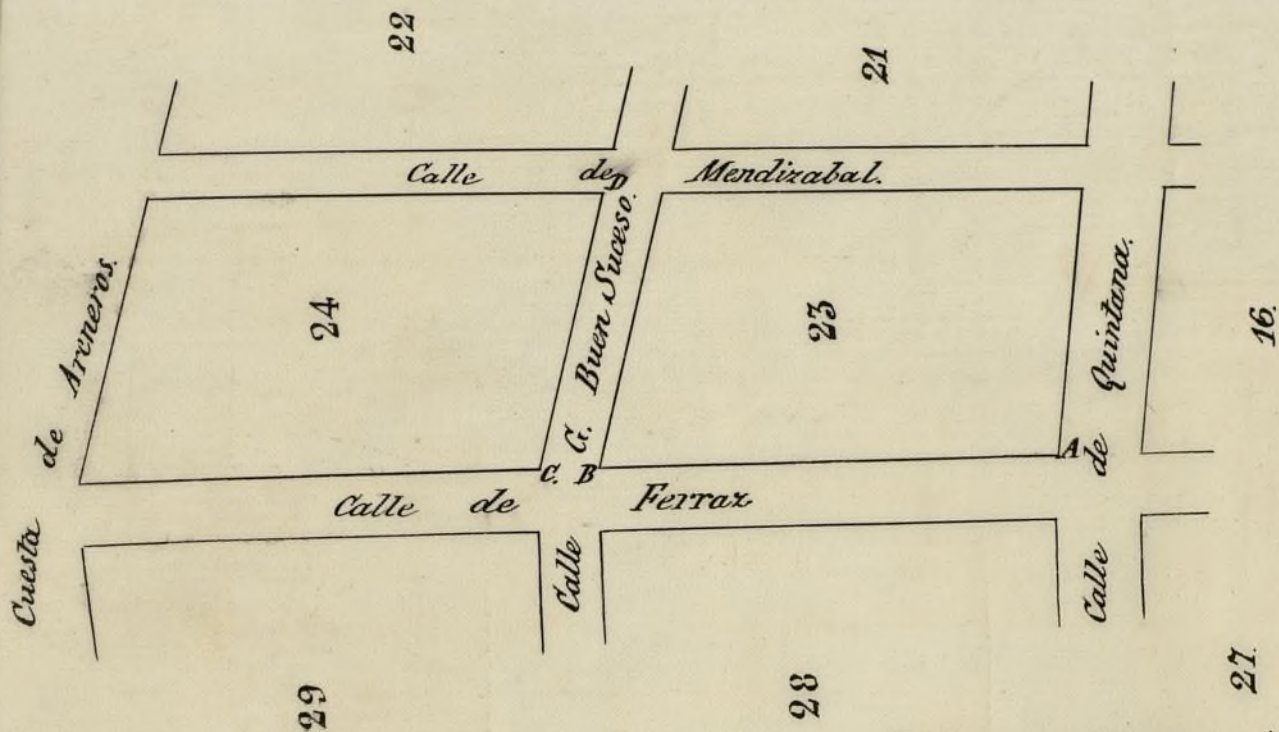 22
21
Calle de Mendizabal.
D
Cuesta de Areneros.
24
Calle G. Buen Suceso.
23
Calle de Quintana.
16.
C. B
A
Calle de Ferraz
29
28
27.